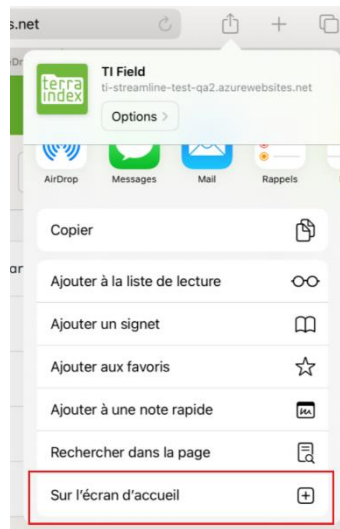 s.net
Dr
terra
index
TI Field
ti-streamline-test-qa2.azurewebsites.net
Options >
AirDrop
Messages
Mail
Rappels
Copier
ar
Ajouter à la liste de lecture
Ajouter un signet
Ajouter aux favoris
Ajouter à une note rapide
Rechercher dans la page
Sur l'écran d'accueil